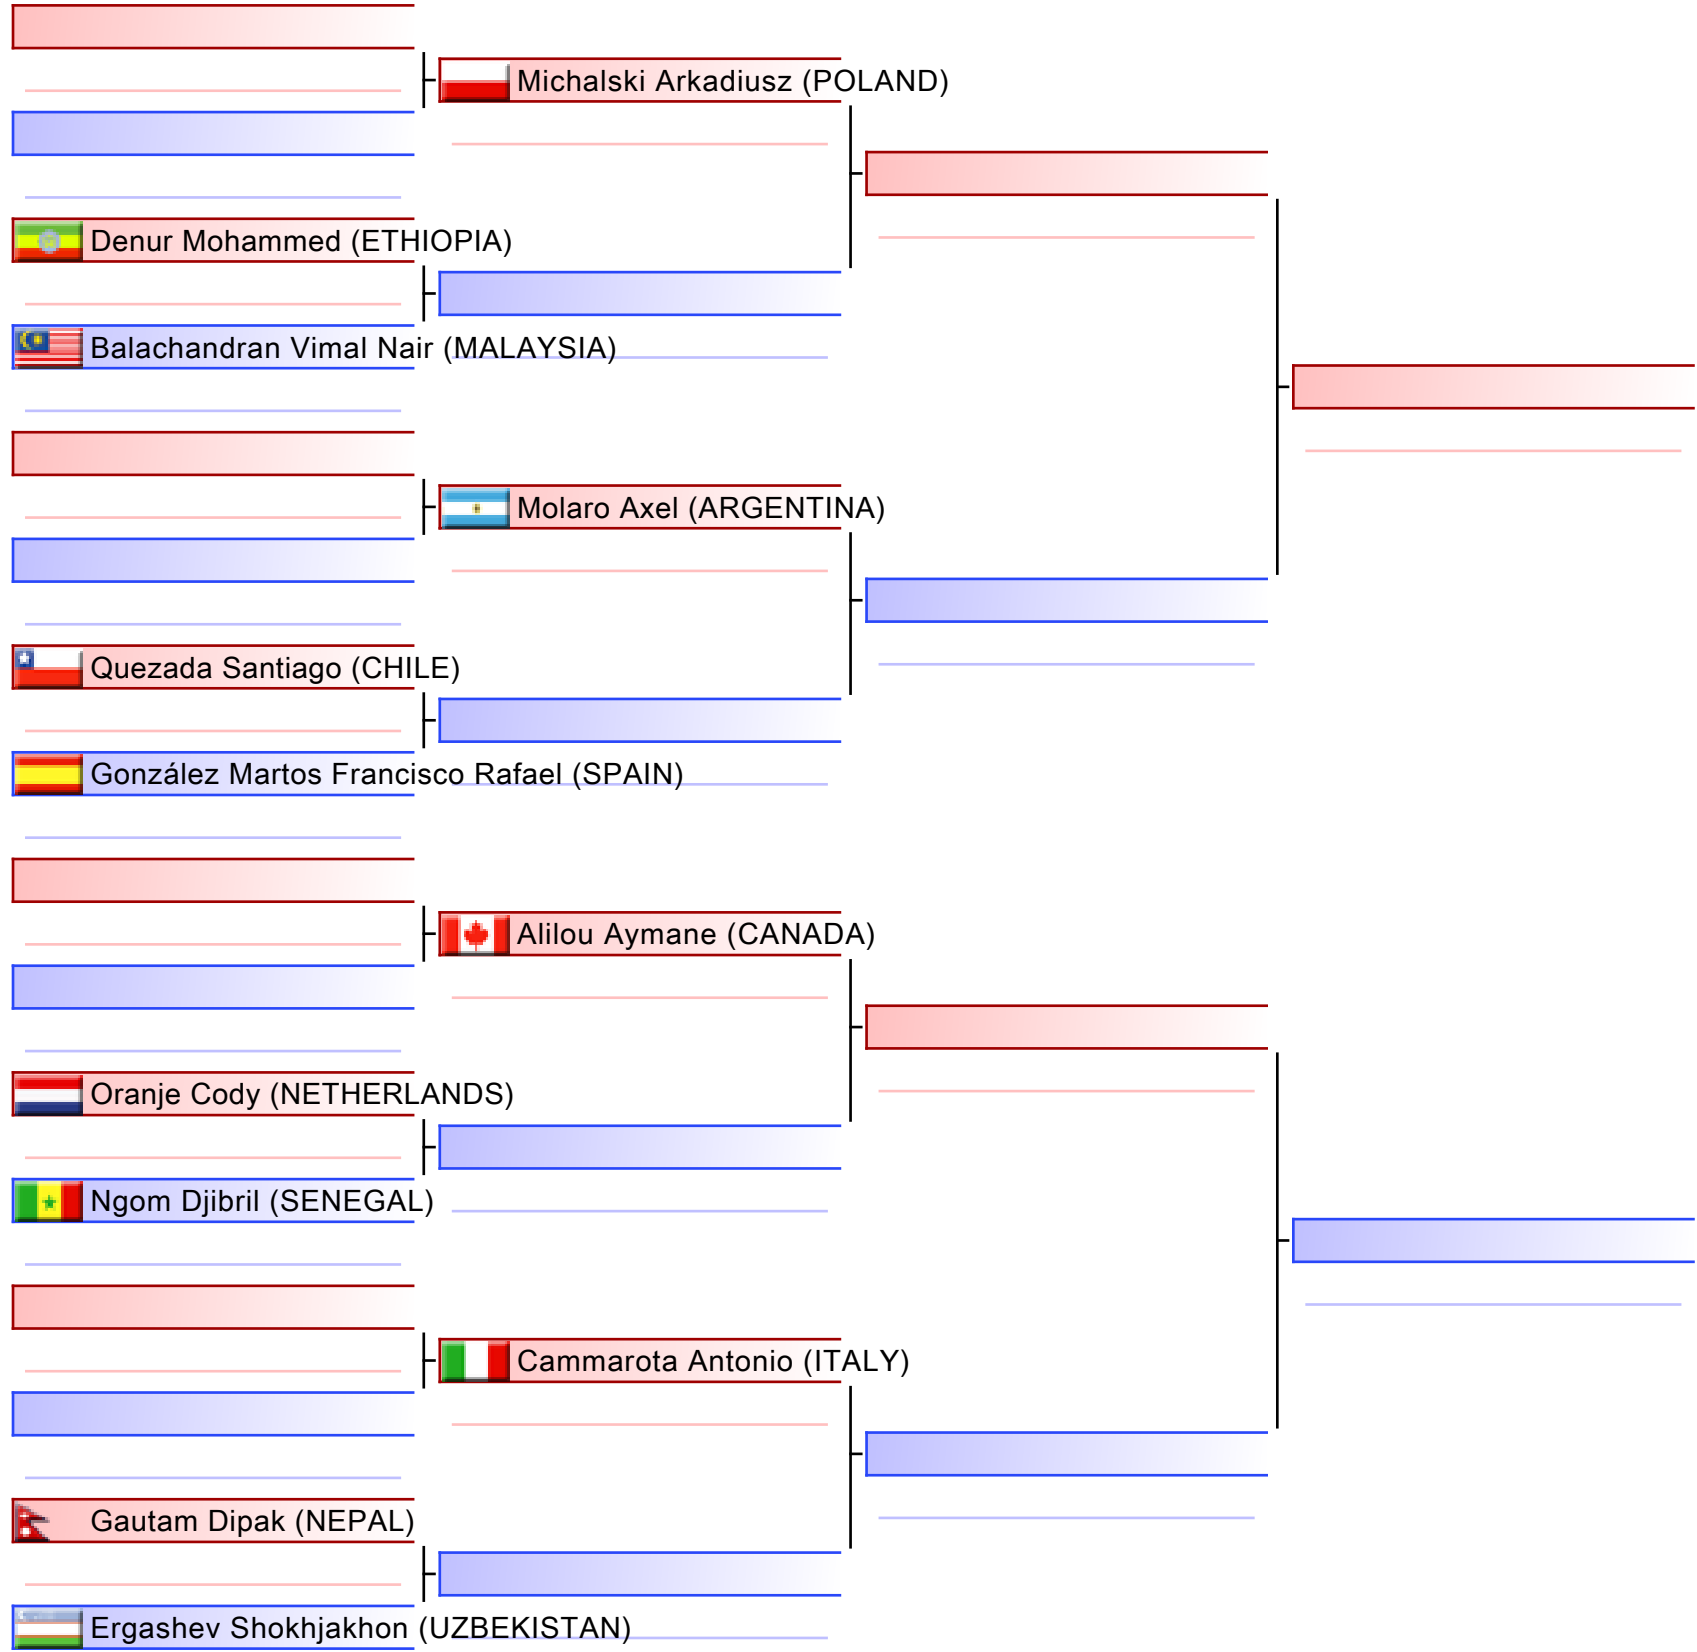 Michalski Arkadiusz (POLAND)
Denur Mohammed (ETHIOPIA)
Balachandran Vimal Nair (MALAYSIA)
Molaro Axel (ARGENTINA)
Quezada Santiago (CHILE)
González Martos Francisco Rafael (SPAIN)
Alilou Aymane (CANADA)
Oranje Cody (NETHERLANDS)
Ngom Djibril (SENEGAL)
Cammarota Antonio (ITALY)
Gautam Dipak (NEPAL)
Ergashev Shokhjakhon (UZBEKISTAN)